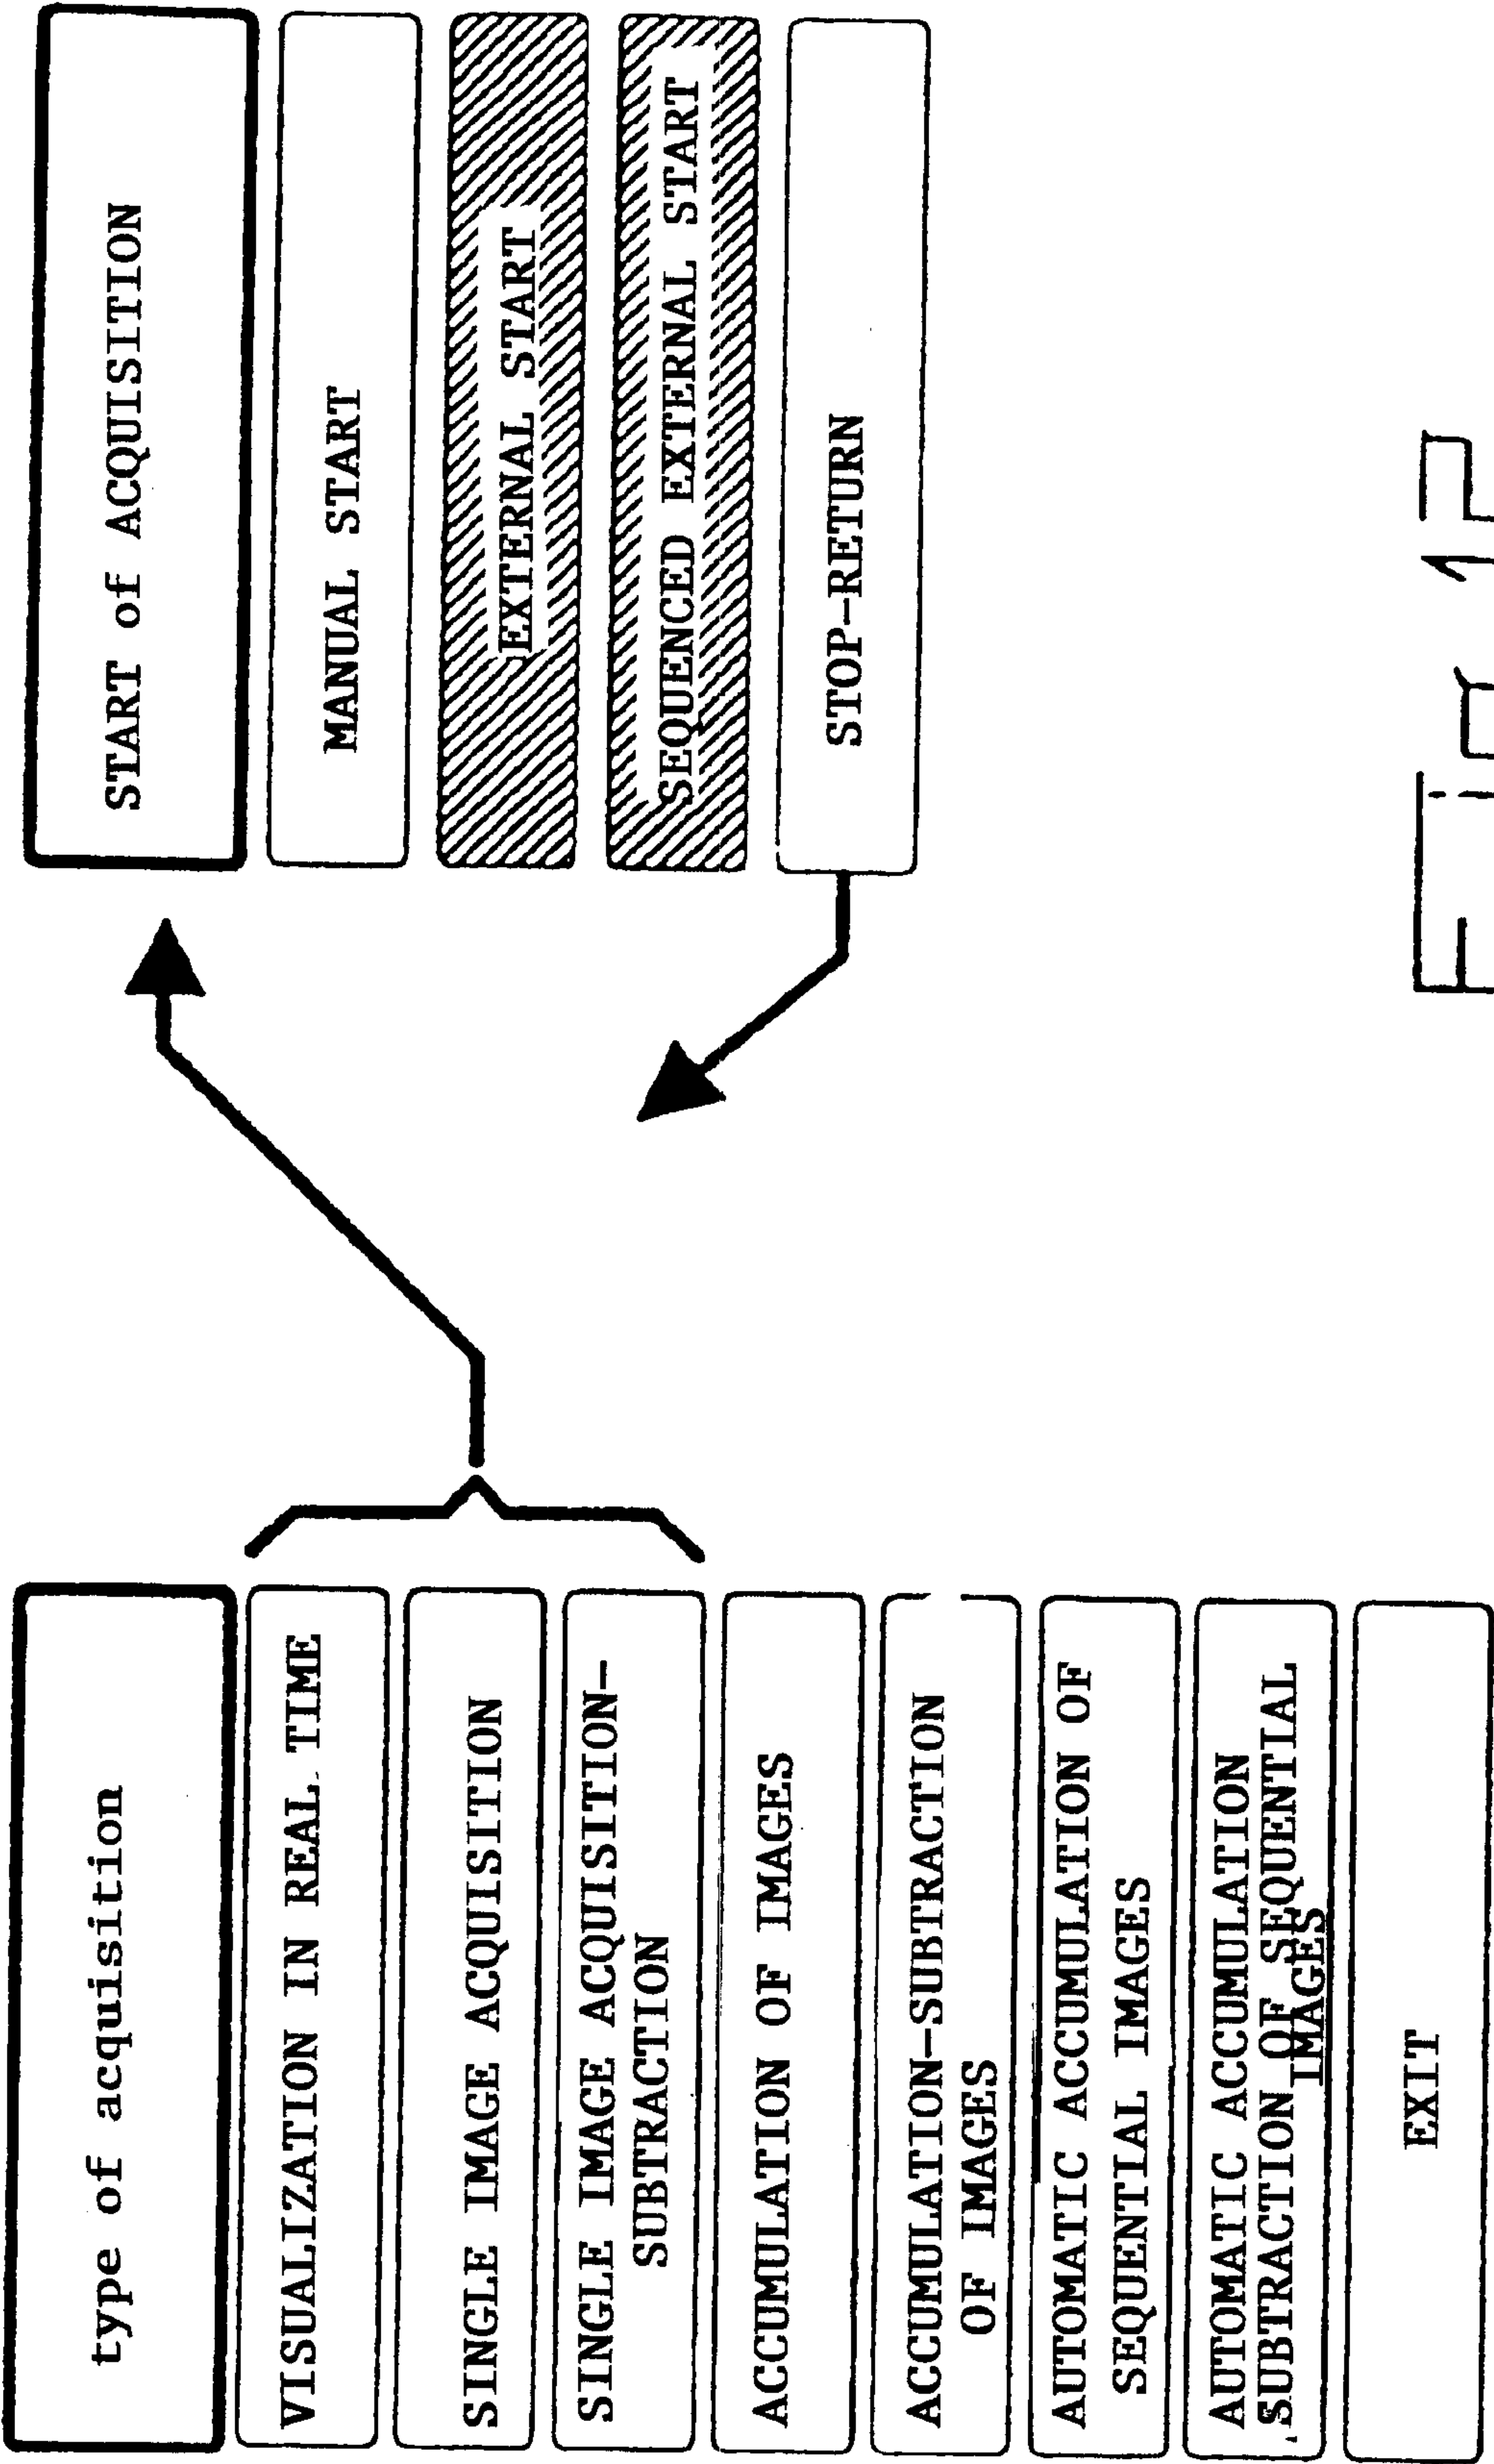 type of acquisition
VISUALIZATION IN REAL TIME
SINGLE IMAGE ACQUISITION
SINGLE IMAGE ACQUISITION-
SUBTRACTION
ACCUMULATION OF IMAGES
ACCUMULATION-SUBTRACTION
OF IMAGES
AUTOMATIC ACCUMULATION OF
SEQUENTIAL IMAGES
AUTOMATIC ACCUMULATION
SUBTRACTION OF SEQUENTIAL
IMAGES
EXIT
START of ACQUISITION
MANUAL START
EXTERNAL START
SEQUENCED EXTERNAL START
STOP-RETURN